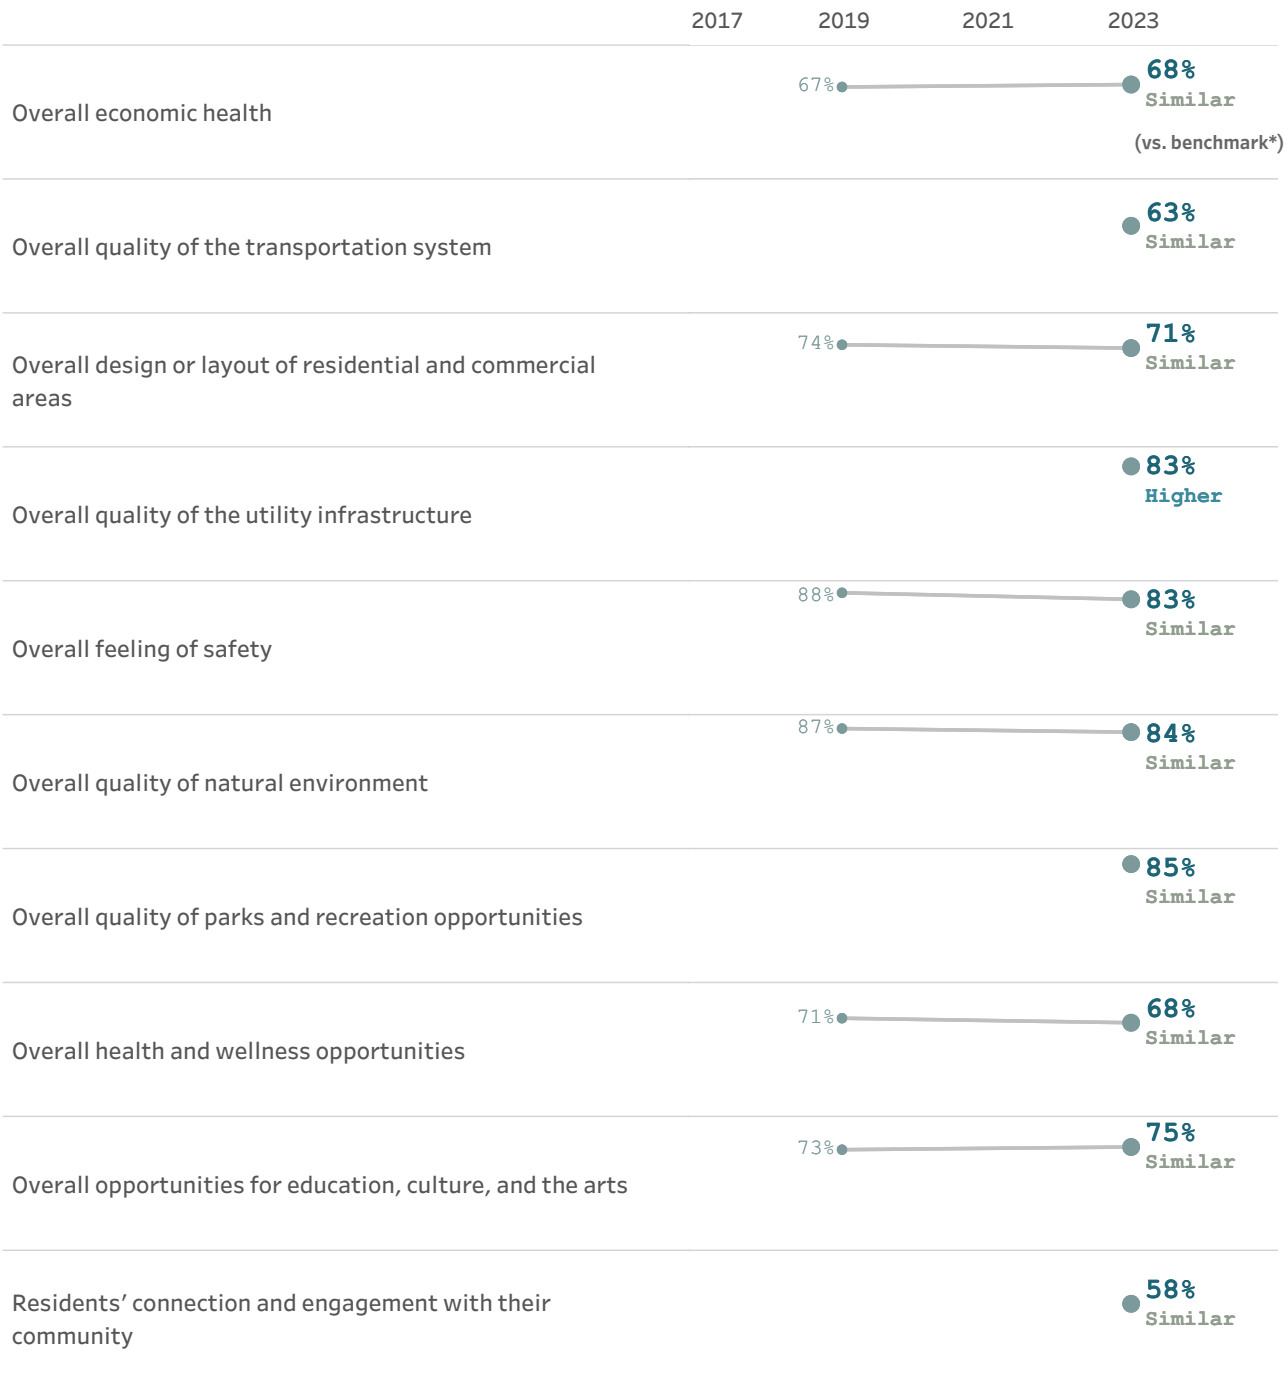 2017 2019 2021 2023
67% 68%
Similar
Overall economic health
(vs. benchmark*)
63%
Similar
Overall quality of the transportation system
74% 71%
Similar
Overall design or layout of residential and commercial
areas
83%
Higher
Overall quality of the utility infrastructure
88% 83%
Similar
Overall feeling of safety
87% 84%
Similar
Overall quality of natural environment
85%
Similar
Overall quality of parks and recreation opportunities
71% 68%
Similar
Overall health and wellness opportunities
73% 75%
Similar
Overall opportunities for education, culture, and the arts
58%
Similar
Residents’ connection and engagement with their
community